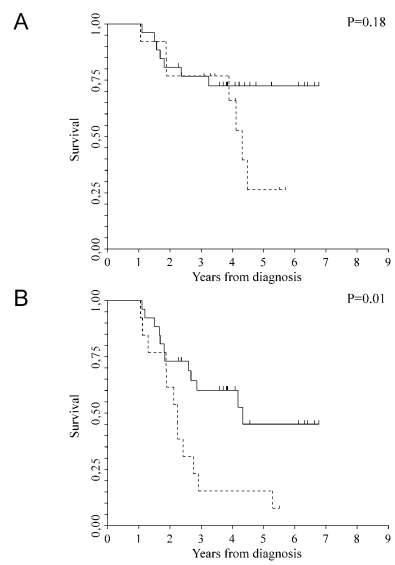 A
P=0.18
1,00
0,75
0,50
0,25
0,00
Survival
0 1 2 3 4 5 6 7 8 9
Years from diagnosis
B
P=0.01
1,00
0,75
0,50
0,25
0,00
Survival
0 1 2 3 4 5 6 7 8 9
Years from diagnosis